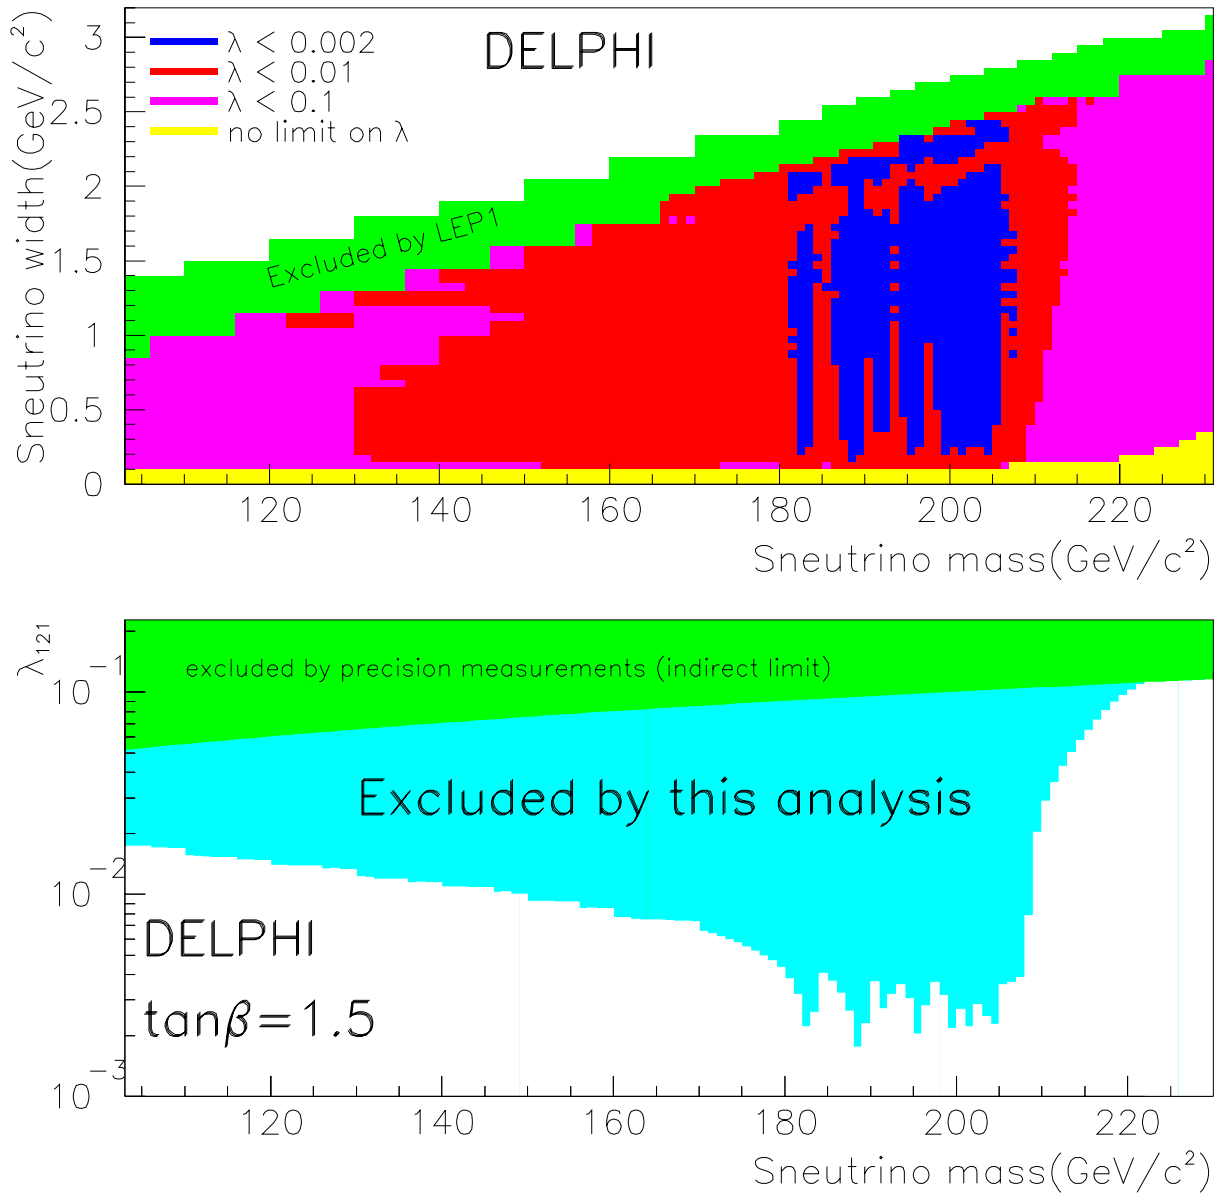 Sneutrino width(GeV/c²)
3
2.5
2
1.5
1
0.5
0
λ < 0.002
λ < 0.01
λ < 0.1
no limit on λ
DELPHI
Excluded by LEP1
120 140 160 180 200 220
Sneutrino mass(GeV/c²)
λ₁₂₁
10⁻¹
10⁻²
10⁻³
excluded by precision measurements (indirect limit)
Excluded by this analysis
DELPHI
tanβ=1.5
120 140 160 180 200 220
Sneutrino mass(GeV/c²)